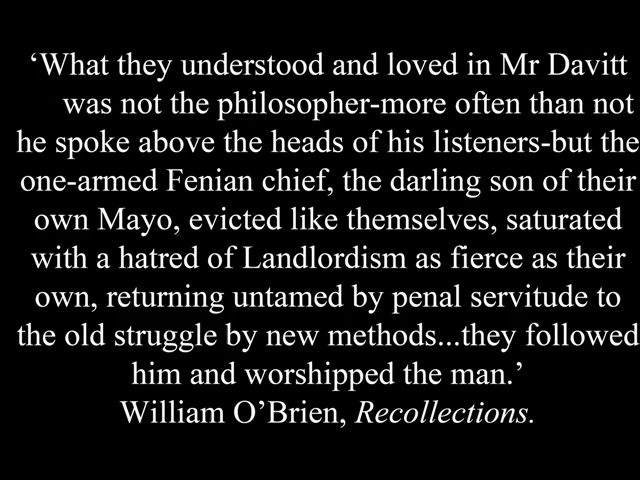 ‘What they understood and loved in Mr Davitt
was not the philosopher-more often than not
he spoke above the heads of his listeners-but the
one-armed Fenian chief, the darling son of their
own Mayo, evicted like themselves, saturated
with a hatred of Landlordism as fierce as their
own, returning untamed by penal servitude to
the old struggle by new methods...they followed
him and worshipped the man.’
William O’Brien, Recollections.